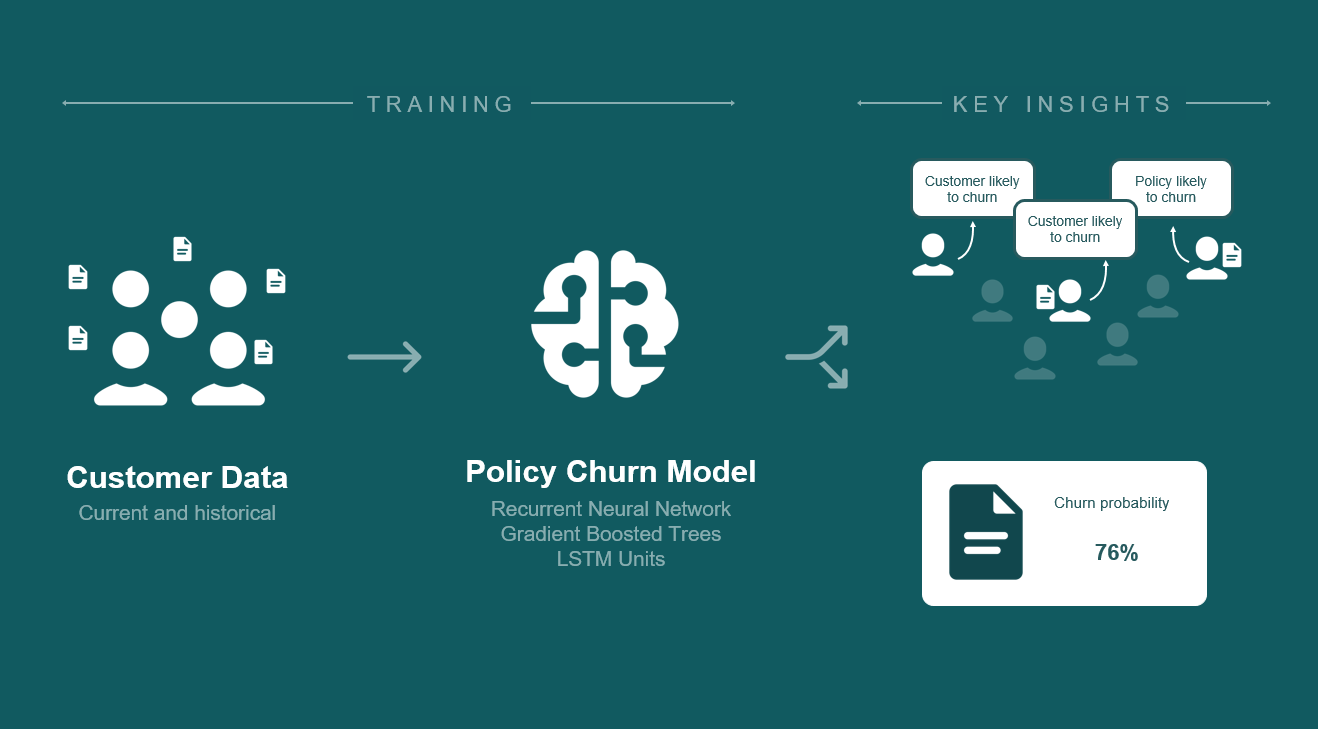 TRAINING
KEY INSIGHTS
Customer likely
to churn
Policy likely
to churn
Customer likely
to churn
Customer Data
Current and historical
Policy Churn Model
Recurrent Neural Network
Gradient Boosted Trees
LSTM Units
Churn probability
76%